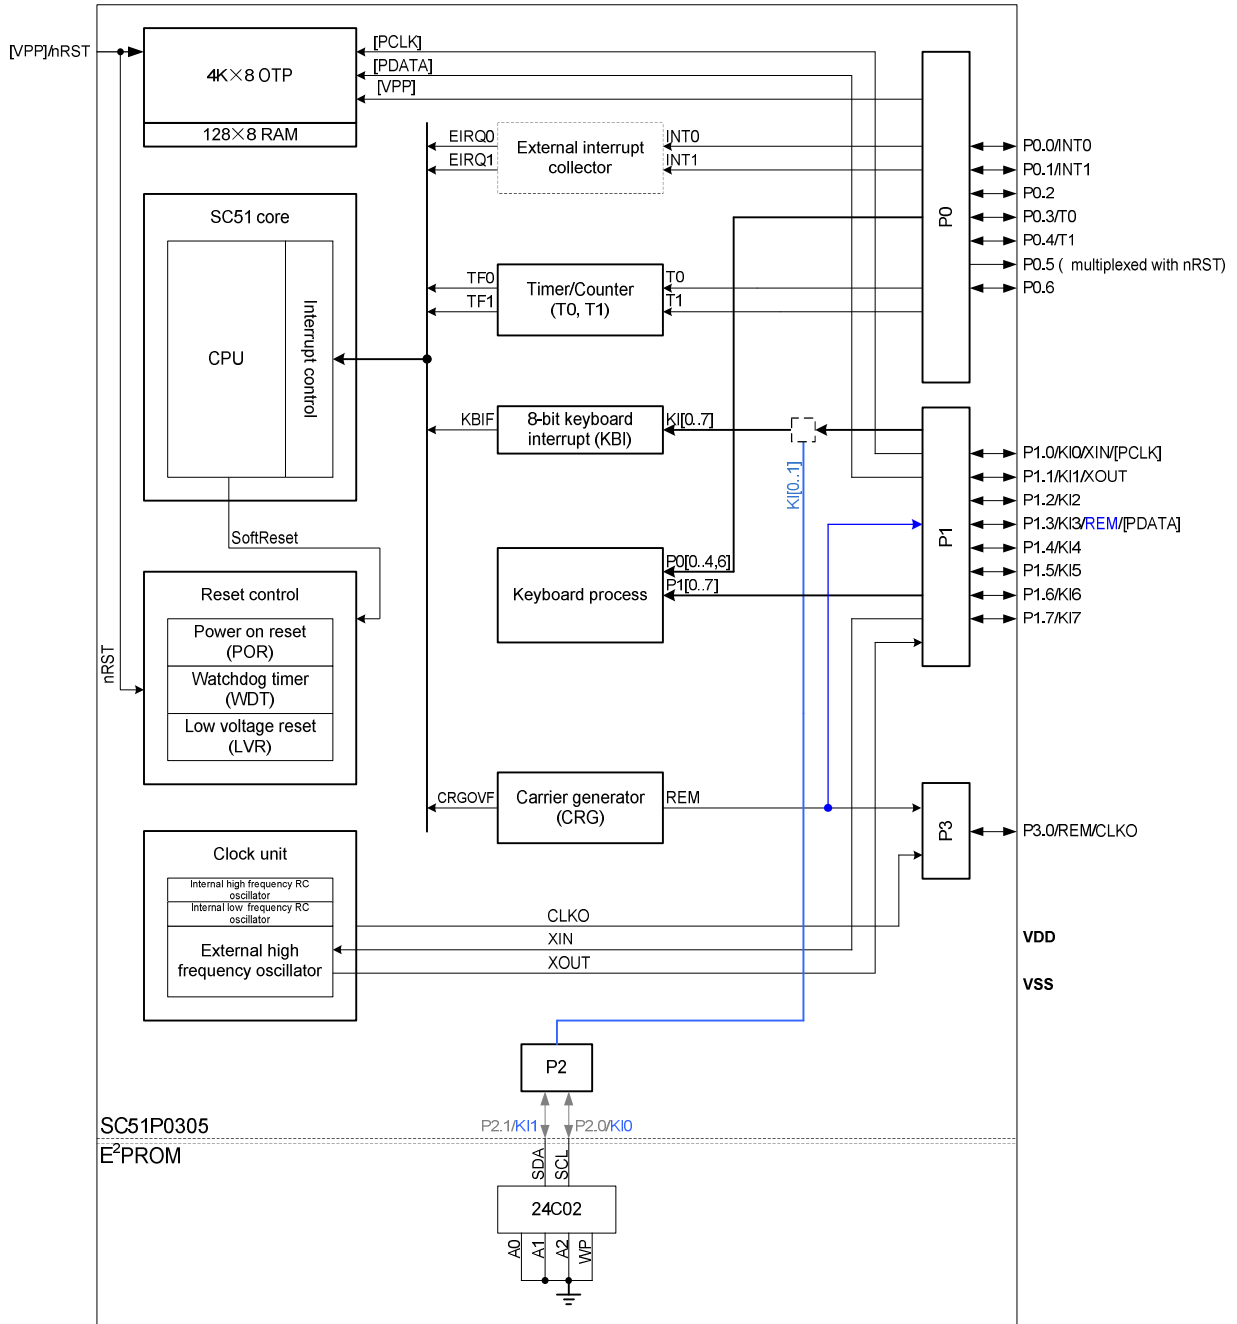 [VPP]/nRST
4K×8 OTP
128×8 RAM
[PCLK]
[PDATA]
[VPP]
EIRQ0
EIRQ1
External interrupt
collector
INT0
INT1
P0
P0.0/INT0
P0.1/INT1
P0.2
P0.3/T0
P0.4/T1
P0.5 ( multiplexed with nRST)
P0.6
SC51 core
CPU
Interrupt control
TF0
TF1
Timer/Counter
(T0, T1)
T0
T1
KBIF
8-bit keyboard
interrupt (KBI)
KI[0..7]
KI[0..1]
P1
P1.0/KI0/XIN/[PCLK]
P1.1/KI1/XOUT
P1.2/KI2
P1.3/KI3/REM/[PDATA]
P1.4/KI4
P1.5/KI5
P1.6/KI6
P1.7/KI7
SoftReset
Reset control
Power on reset
(POR)
Watchdog timer
(WDT)
Low voltage reset
(LVR)
nRST
Keyboard process
P0[0..4,6]
P1[0..7]
CRGOVF
Carrier generator
(CRG)
REM
P3
P3.0/REM/CLKO
Clock unit
Internal high frequency RC
oscillator
Internal low frequency RC
oscillator
External high
frequency oscillator
CLKO
XIN
XOUT
VDD
VSS
P2
SC51P0305
P2.1/KI1
P2.0/KI0
E²PROM
SDA
SCL
24C02
A0
A1
A2
WP